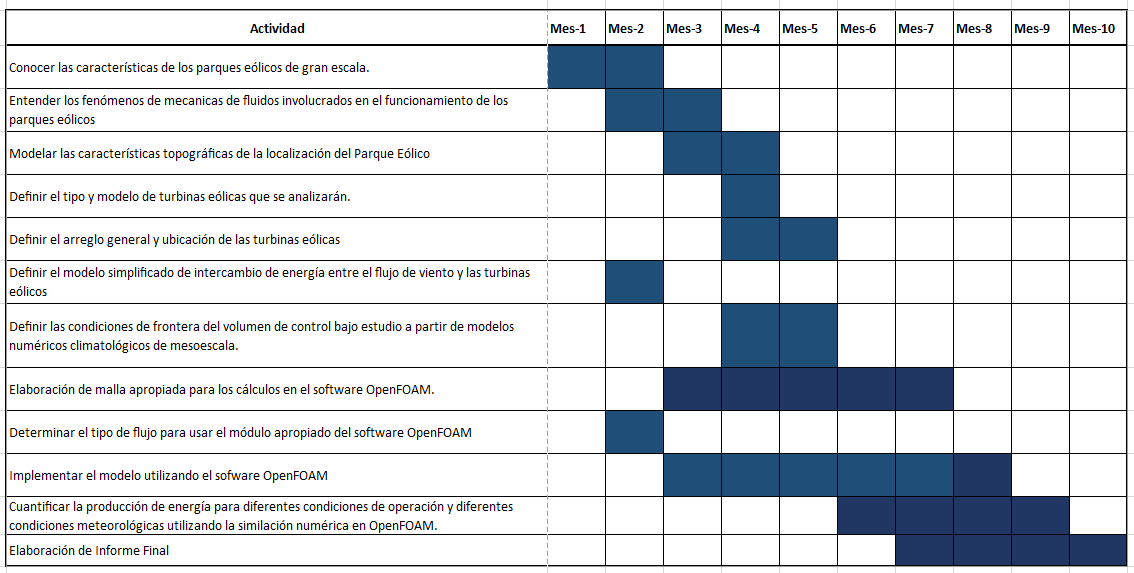 Actividad Mes-1 Mes-2 Mes-3 Mes-4 Mes-5 Mes-6 Mes-7 Mes-8 Mes-9 Mes-10
Conocer las características de los parques eólicos de gran escala.
Entender los fenómenos de mecanicas de fluidos involucrados en el funcionamiento de los
parques eólicos
Modelar las características topográficas de la localización del Parque Eólico
Definir el tipo y modelo de turbinas eólicas que se analizarán.
Definir el arreglo general y ubicación de las turbinas eólicas
Definir el modelo simplificado de intercambio de energía entre el flujo de viento y las turbinas
eólicos
Definir las condiciones de frontera del volumen de control bajo estudio a partir de modelos
numéricos climatológicos de mesoescala.
Elaboración de malla apropiada para los cálculos en el software OpenFOAM.
Determinar el tipo de flujo para usar el módulo apropiado del software OpenFOAM
Implementar el modelo utilizando el sofware OpenFOAM
Cuantificar la producción de energía para diferentes condiciones de operación y diferentes
condiciones meteorológicas utilizando la similación numérica en OpenFOAM.
Elaboración de Informe Final